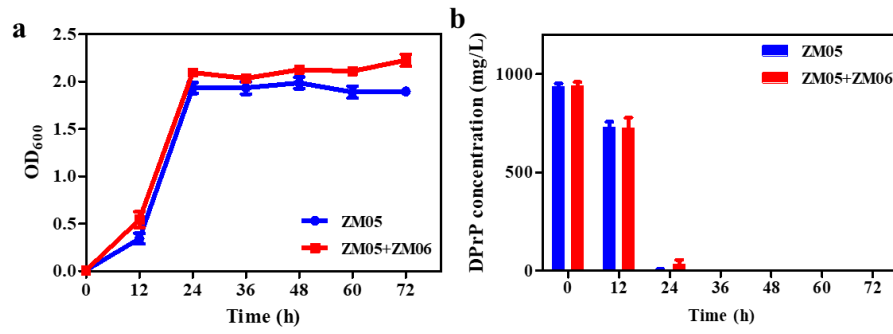 a
OD600
2.5
2.0
1.5
1.0
0.5
0.0
0 12 24 36 48 60 72
Time (h)
ZM05
ZM05+ZM06
b
DPrP concentration (mg/L)
1000
500
0
0 12 24 36 48 60 72
Time (h)
ZM05
ZM05+ZM06